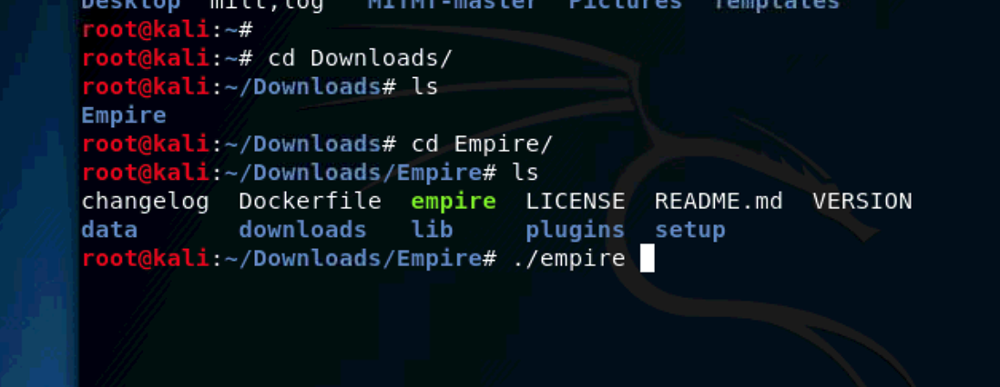 Desktop mitt,log MITMf-master Pictures Templates
root@kali:~#
root@kali:~# cd Downloads/
root@kali:~/Downloads# ls
Empire
root@kali:~/Downloads# cd Empire/
root@kali:~/Downloads/Empire# ls
changelog Dockerfile empire LICENSE README.md VERSION
data downloads lib plugins setup
root@kali:~/Downloads/Empire# ./empire